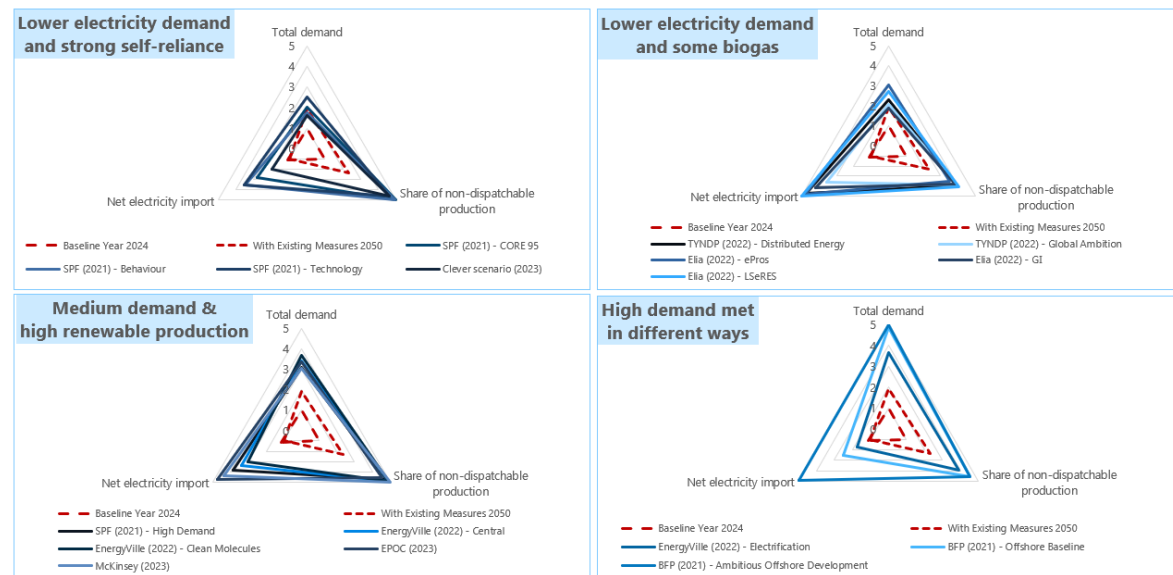 Lower electricity demand
and strong self-reliance
Total demand
5
4
3
2
1
0
Net electricity import
Share of non-dispatchable
production
Baseline Year 2024
With Existing Measures 2050
SPF (2021) - CORE 95
SPF (2021) - Behaviour
SPF (2021) - Technology
Clever scenario (2023)
Lower electricity demand
and some biogas
Total demand
5
4
3
2
1
0
Net electricity import
Share of non-dispatchable
production
Baseline Year 2024
With Existing Measures 2050
TYNDP (2022) - Distributed Energy
TYNDP (2022) - Global Ambition
Elia (2022) - ePros
Elia (2022) - GI
Elia (2022) - LSeRES
Medium demand &
high renewable production
Total demand
5
4
3
2
1
0
Net electricity import
Share of non-dispatchable
production
Baseline Year 2024
With Existing Measures 2050
SPF (2021) - High Demand
EnergyVille (2022) - Central
EnergyVille (2022) - Clean Molecules
EPOC (2023)
McKinsey (2023)
High demand met
in different ways
Total demand
5
4
3
2
1
0
Net electricity import
Share of non-dispatchable
production
Baseline Year 2024
With Existing Measures 2050
EnergyVille (2022) - Electrification
BFP (2021) - Offshore Baseline
BFP (2021) - Ambitious Offshore Development